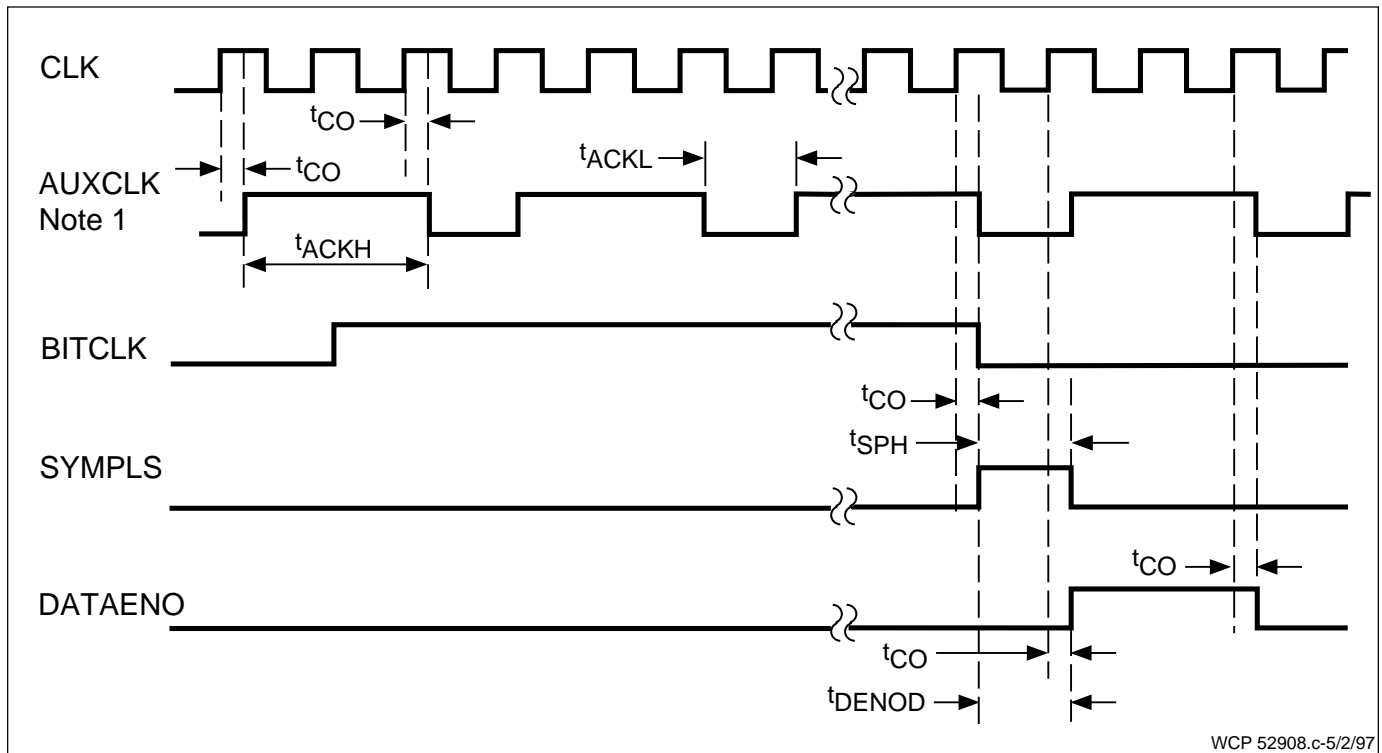 CLK
tCO
tCO
tACKL
AUXCLK
Note 1
tACKH
BITCLK
tCO
tSPH
SYMPLS
tCO
DATAENO
tCO
tDENOD
WCP 52908.c-5/2/97